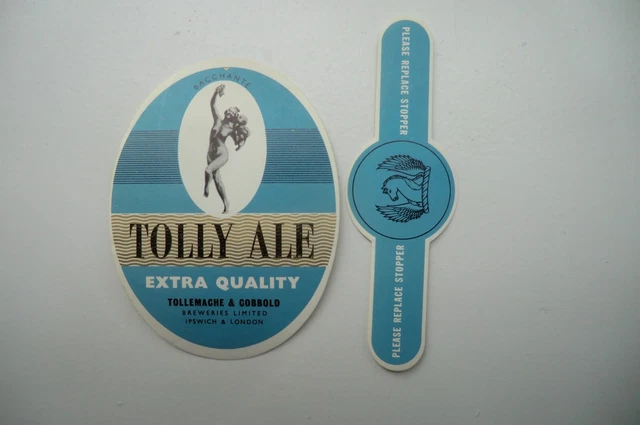 BACCHANTE
TOLLY ALE
EXTRA QUALITY
TOLLEMACHE & COBBOLD
BREWERIES LIMITED
IPSWICH & LONDON
PLEASE REPLACE STOPPER
PLEASE REPLACE STOPPER